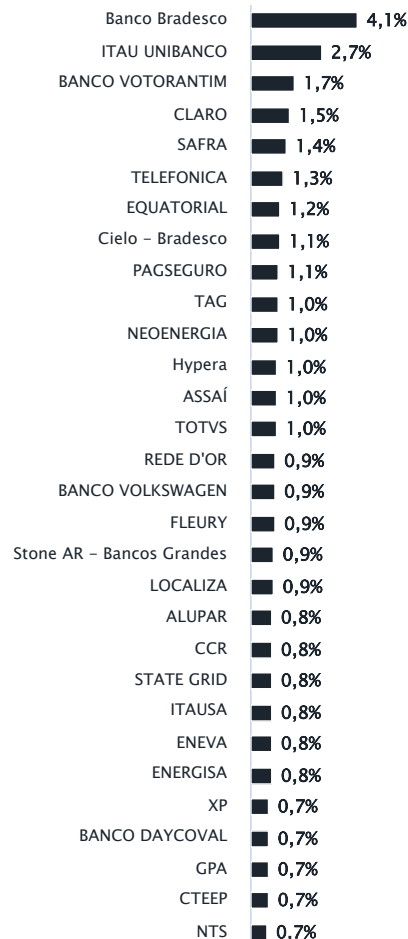 Banco Bradesco 4,1%
ITAU UNIBANCO 2,7%
BANCO VOTORANTIM 1,7%
CLARO 1,5%
SAFRA 1,4%
TELEFONICA 1,3%
EQUATORIAL 1,2%
Cielo – Bradesco 1,1%
PAGSEGURO 1,1%
TAG 1,0%
NEOENERGIA 1,0%
Hypera 1,0%
ASSAÍ 1,0%
TOTVS 1,0%
REDE D'OR 0,9%
BANCO VOLKSWAGEN 0,9%
FLEURY 0,9%
Stone AR – Bancos Grandes 0,9%
LOCALIZA 0,9%
ALUPAR 0,8%
CCR 0,8%
STATE GRID 0,8%
ITAUSA 0,8%
ENEVA 0,8%
ENERGISA 0,8%
XP 0,7%
BANCO DAYCOVAL 0,7%
GPA 0,7%
CTEEP 0,7%
NTS 0,7%